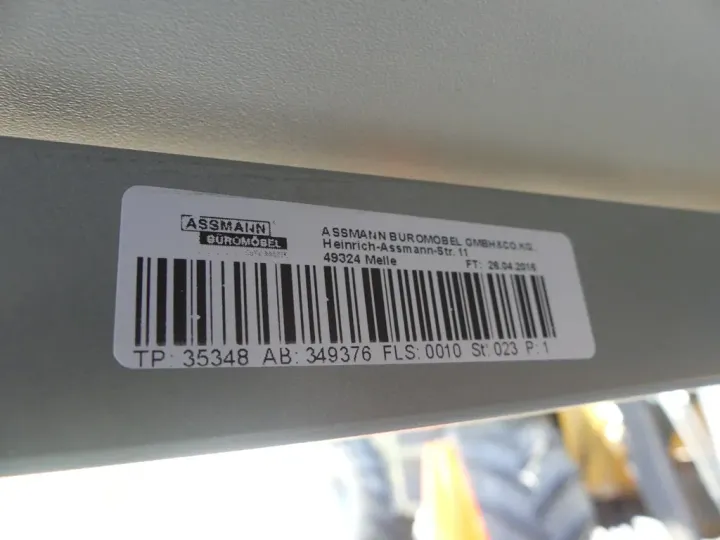 ASSMANN
BÜROMÖBEL
ASSMANN BÜROMÖBEL GMBH&CO.KG.
Heinrich-Assmann-Str. 11
49324 Melle FT: 26.04.2016
TP: 35348 AB: 349376 FLS: 0010 St: 023 P: 1